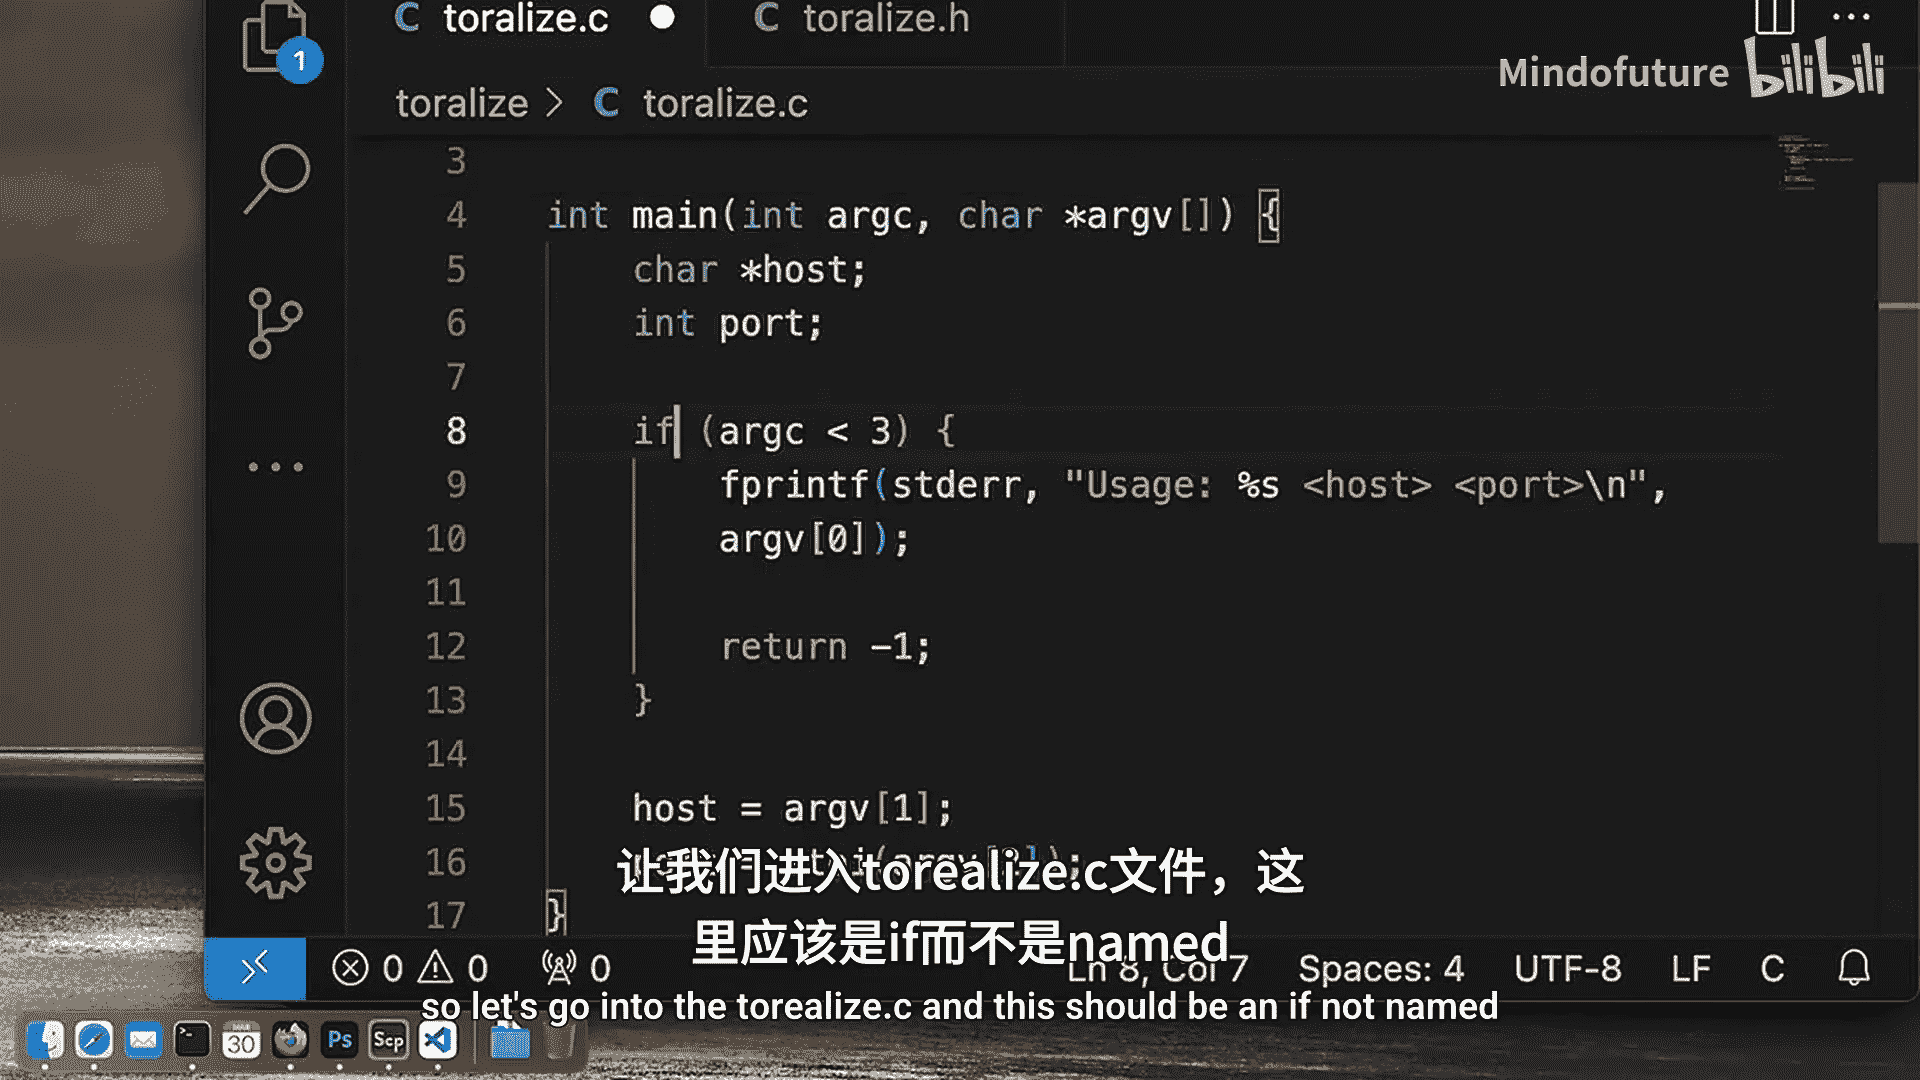 toralize.c
toralize.h
Mindofuture bilibili
1
toralize > C toralize.c
3
4 int main(int argc, char *argv[]) {
5 char *host;
6 int port;
7
8 if (argc < 3) {
9 fprintf(stderr, "Usage: %s <host> <port>\n",
10 argv[0]);
11
12 return -1;
13 }
14
15 host = argv[1];
16
17 }
让我们进入torealize.c文件，这
里应该是if而不是named
0 0 0 Ln 8, Col 7 Spaces: 4 UTF-8 LF C
so let's go into the torealize.c and this should be an if not named
30 Ps Scp